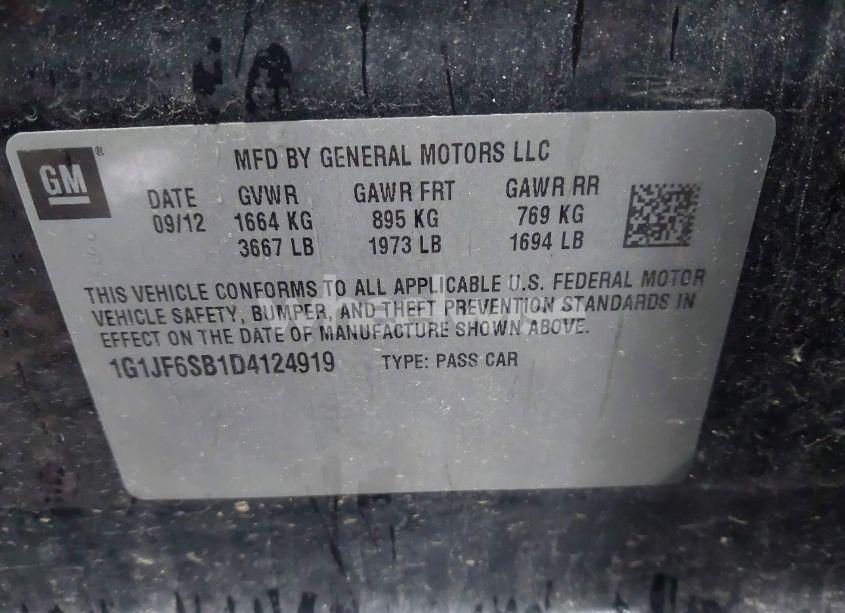 GM
MFD BY GENERAL MOTORS LLC
DATE GVWR GAWR FRT GAWR RR
09/12 1664 KG 895 KG 769 KG
3667 LB 1973 LB 1694 LB
THIS VEHICLE CONFORMS TO ALL APPLICABLE U.S. FEDERAL MOTOR
VEHICLE SAFETY, BUMPER, AND THEFT PREVENTION STANDARDS IN
EFFECT ON THE DATE OF MANUFACTURE SHOWN ABOVE.
1G1JF6SB1D4124919 TYPE: PASS CAR